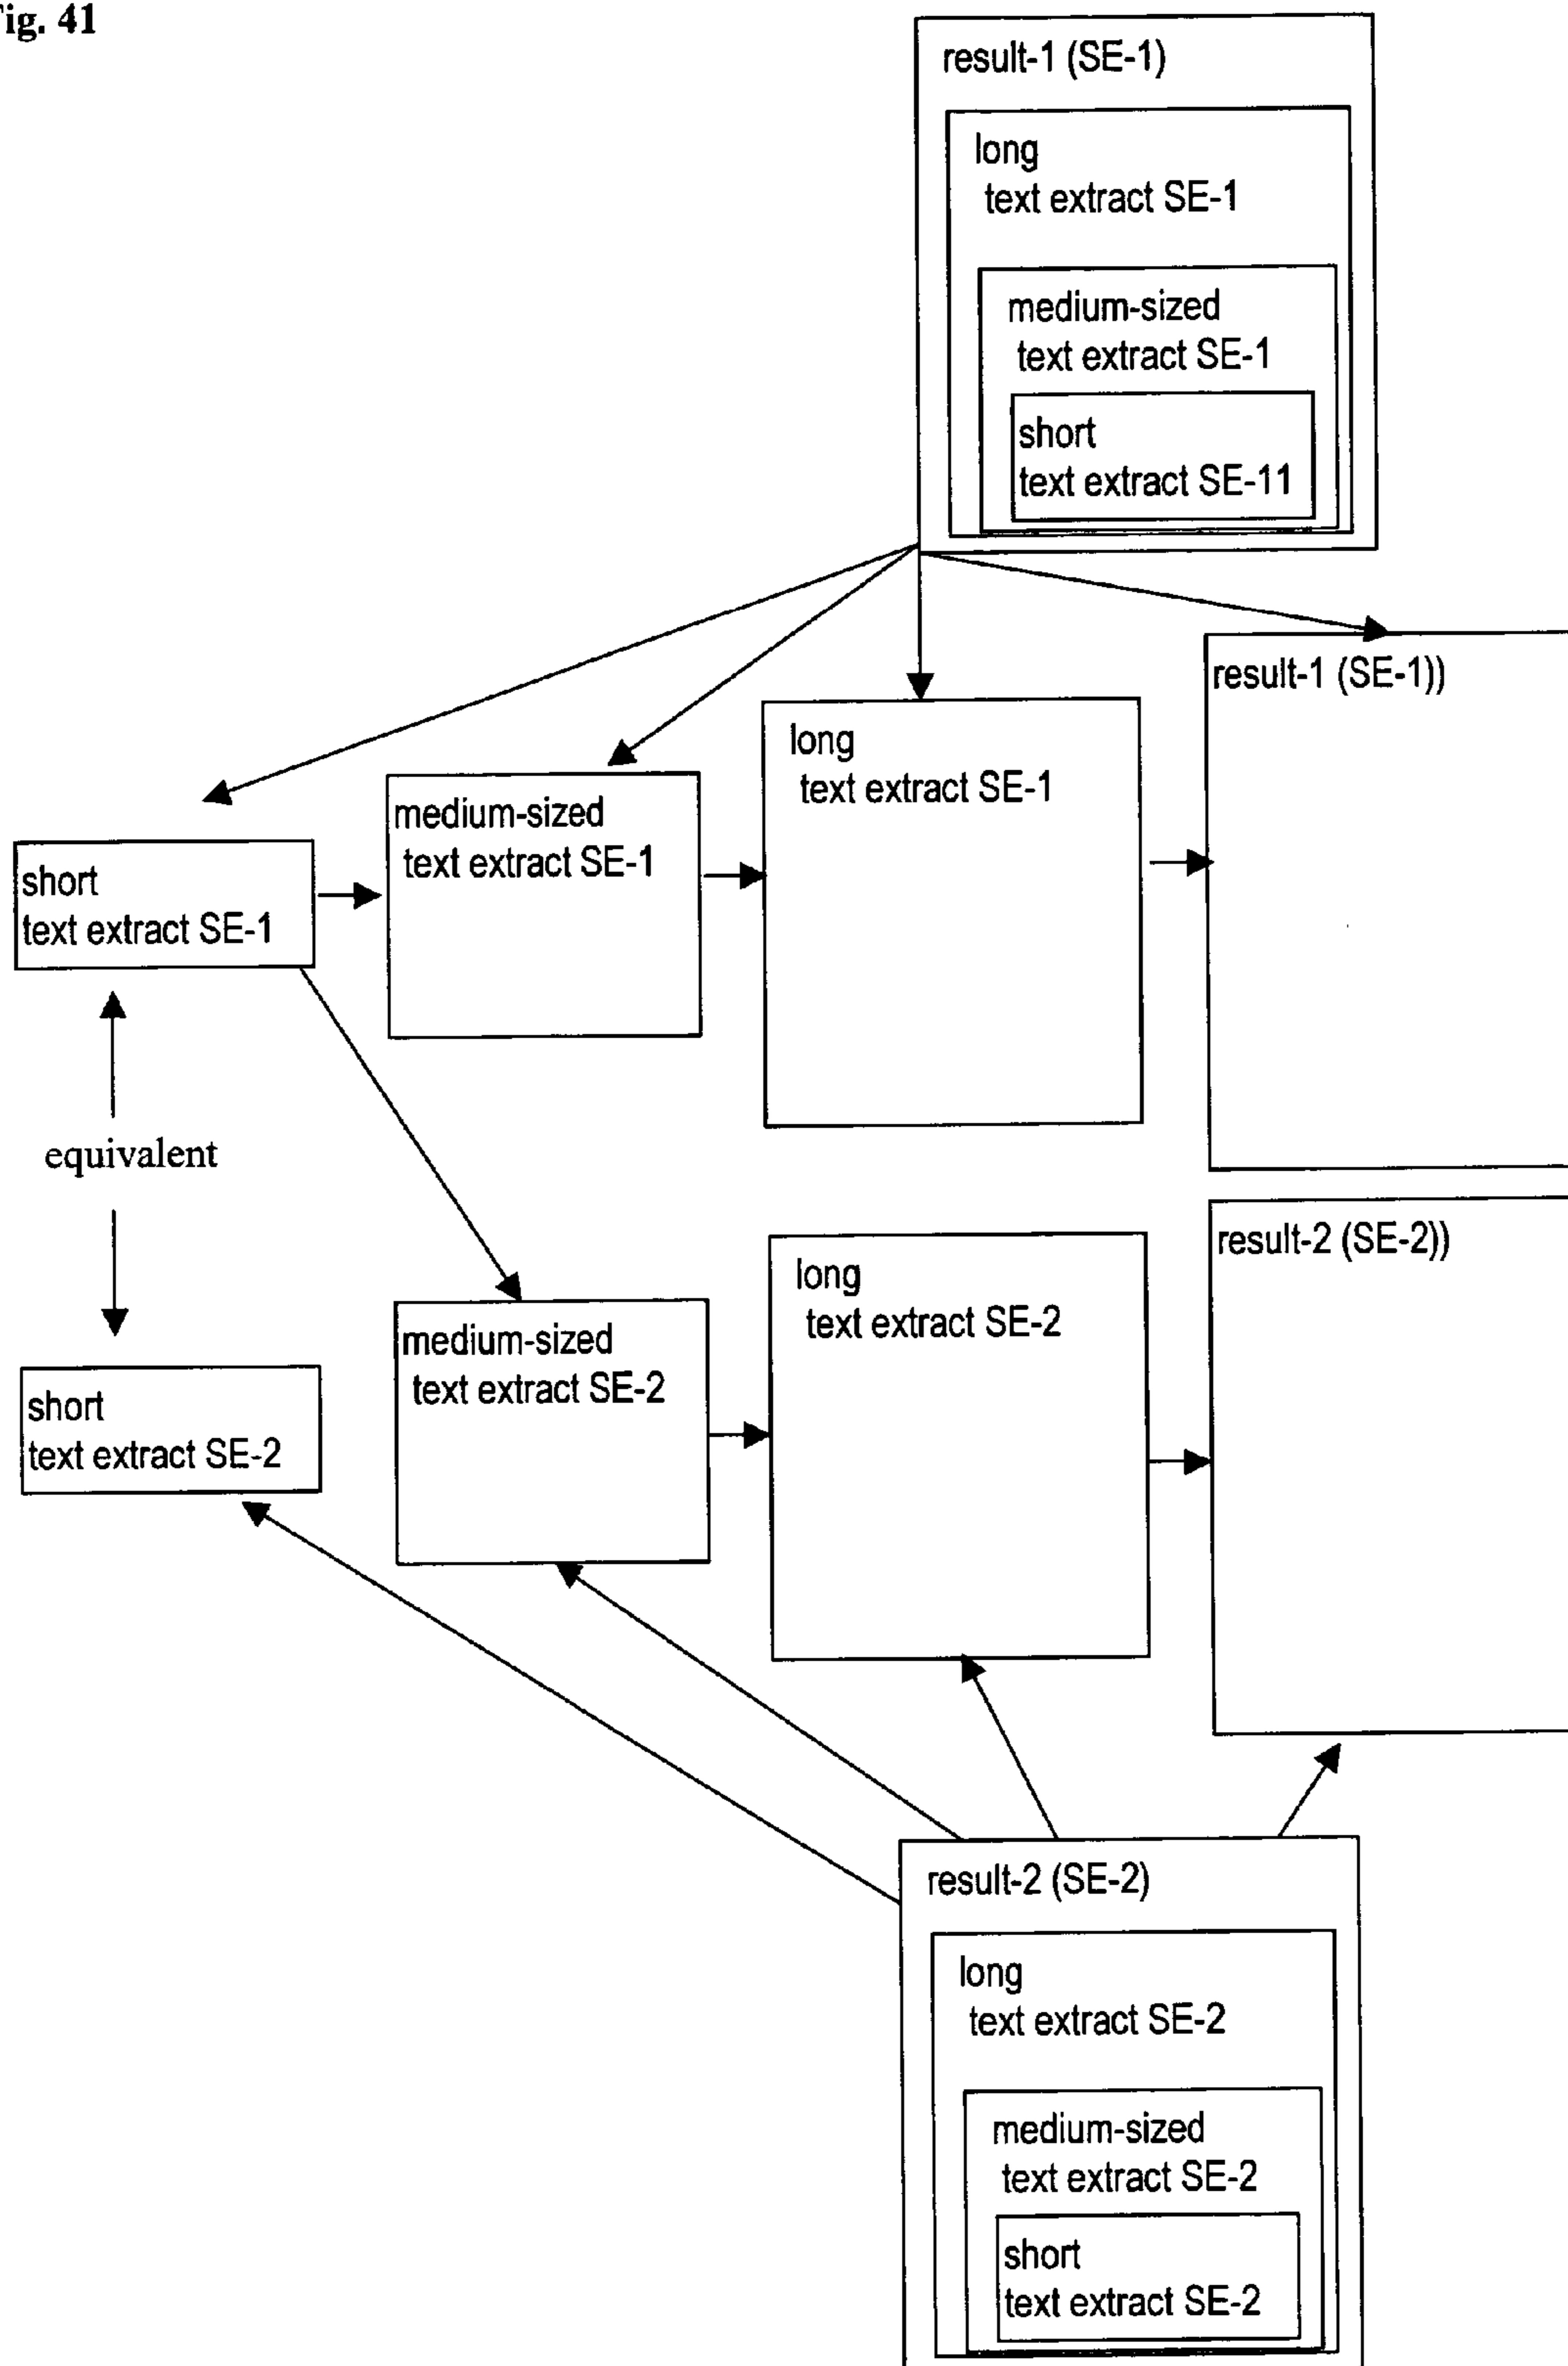 ig. 41
result-1 (SE-1)
long
text extract SE-1
medium-sized
text extract SE-1
short
text extract SE-11
result-1 (SE-1))
long
text extract SE-1
medium-sized
text extract SE-1
short
text extract SE-1
equivalent
result-2 (SE-2))
long
text extract SE-2
medium-sized
text extract SE-2
short
text extract SE-2
result-2 (SE-2)
long
text extract SE-2
medium-sized
text extract SE-2
short
text extract SE-2